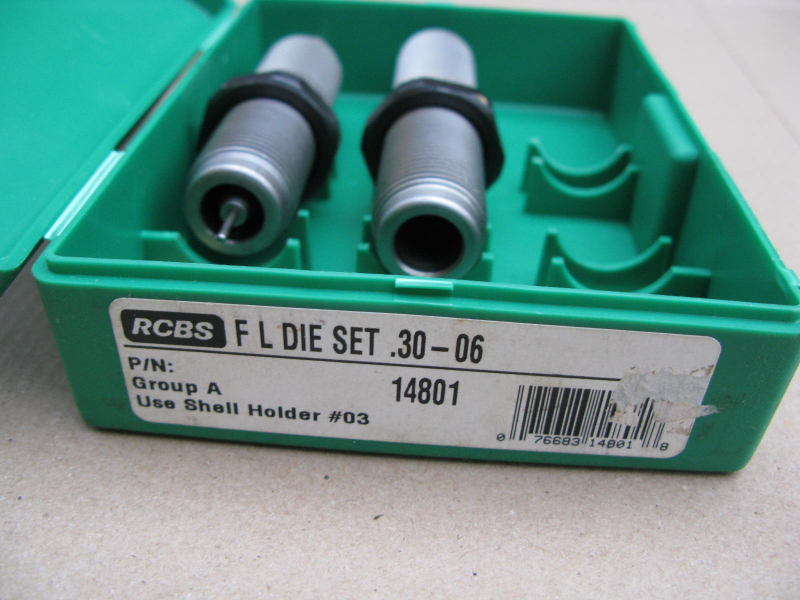 RCBS F L DIE SET .30-06
P/N: 14801
Group A
Use Shell Holder #03
0 76683 14801 8